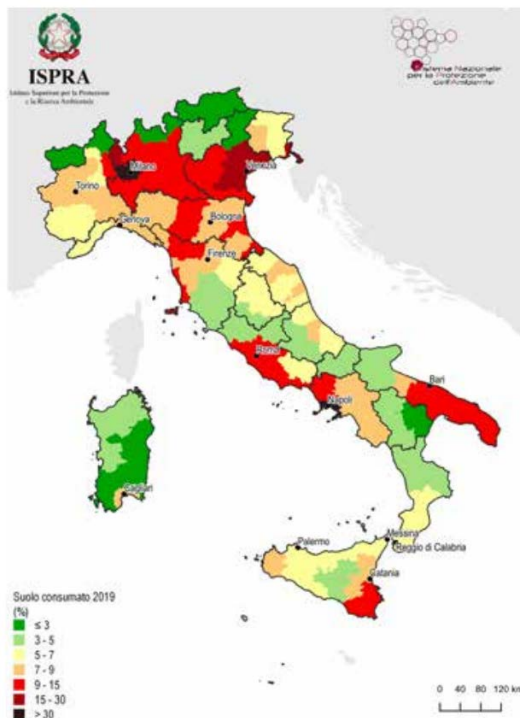 ISPRA
Istituto Superiore per la Protezione
e la Ricerca Ambientale
Sistema Nazionale
per la Protezione
dell'Ambiente
Milano
Venezia
Torino
Genova
Bologna
Firenze
Roma
Napoli
Bari
Cagliari
Palermo
Messina
Reggio di Calabria
Catania
Suolo consumato 2019
(%)
≤ 3
3 - 5
5 - 7
7 - 9
9 - 15
15 - 30
> 30
0 40 80 120 km